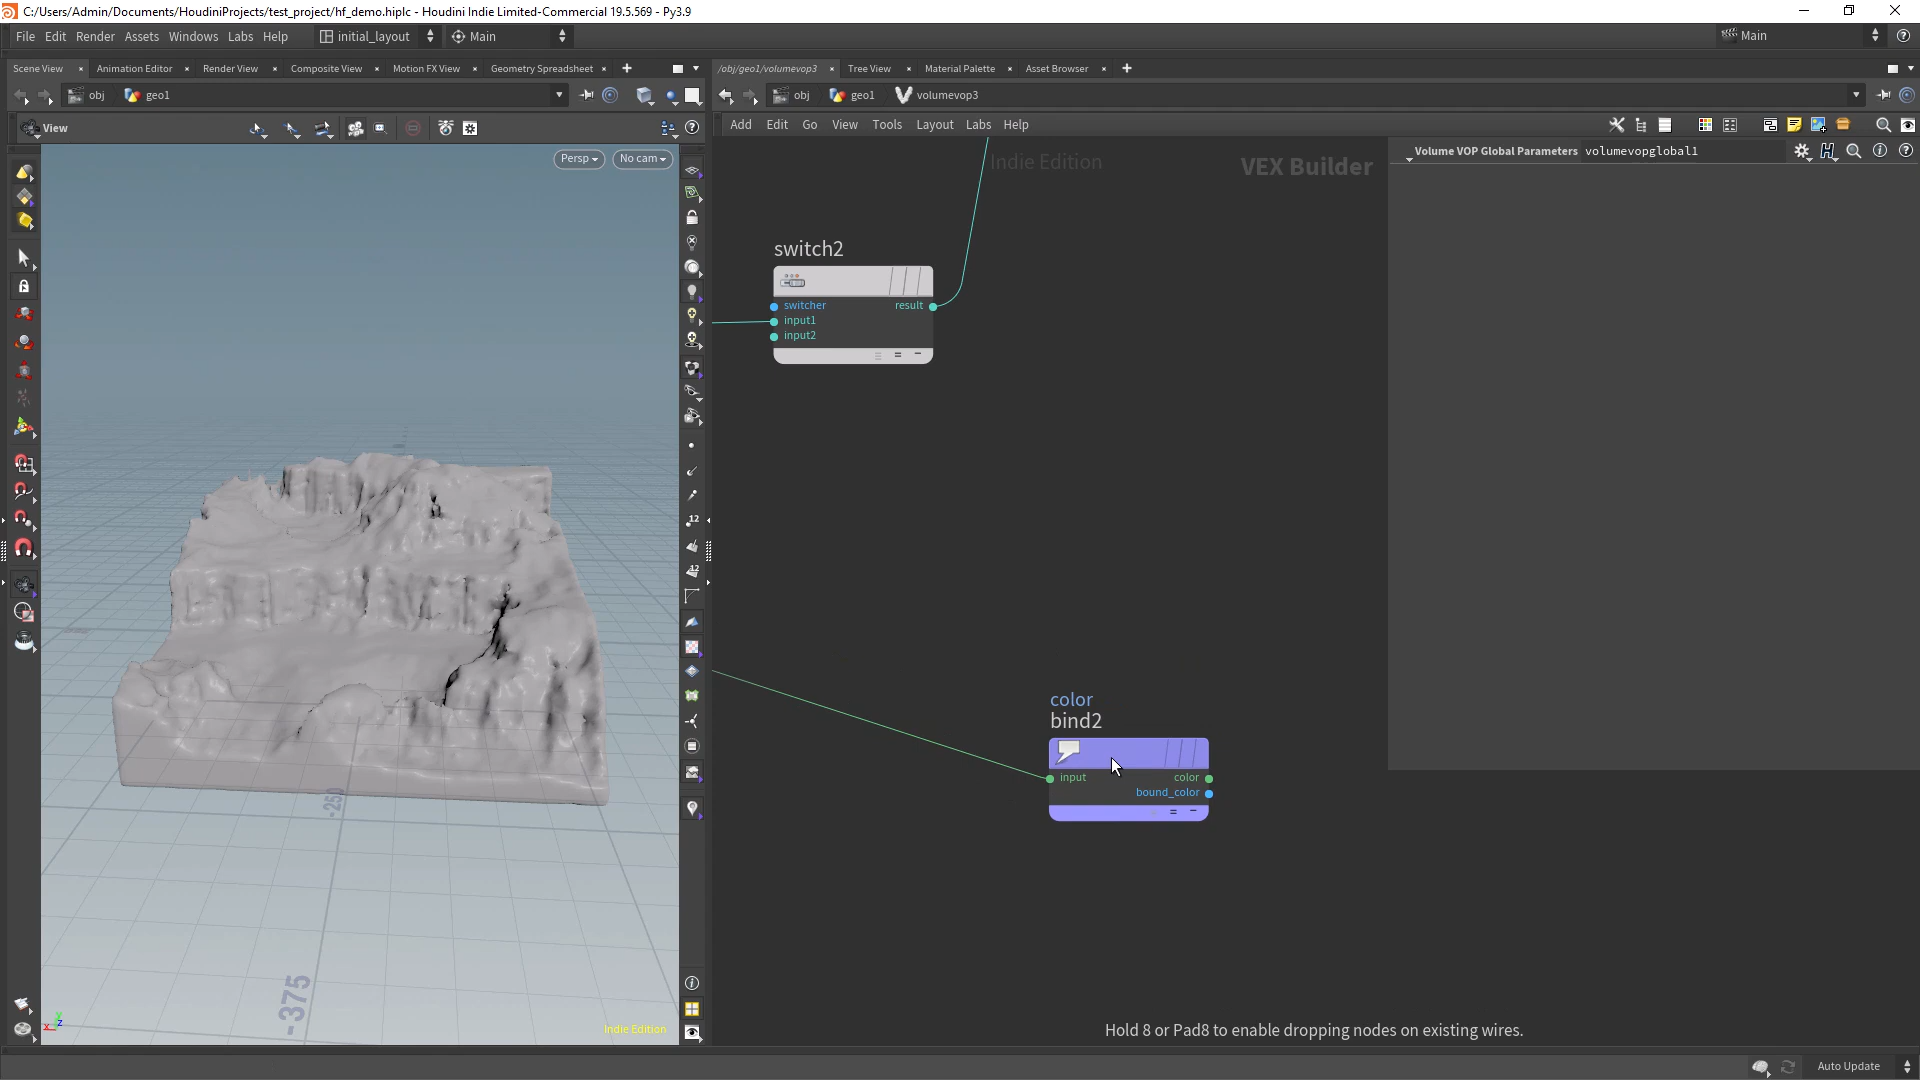 C:/Users/Admin/Documents/HoudiniProjects/test_project/hf_demo.hiplc - Houdini Indie Limited-Commercial 19.5.569 - Py3.9
File Edit Render Assets Windows Labs Help initial_layout Main Main
Scene View Animation Editor Render View Composite View Motion FX View Geometry Spreadsheet
/obj/geo1/volumevop3 Tree View Material Palette Asset Browser
obj geo1
obj geo1 volumevop3
View
Add Edit Go View Tools Layout Labs Help
Persp No cam
Indie Edition
VEX Builder
Volume VOP Global Parameters volumevopglobal1
switch2
switcher result
input1
input2
12
12
color
bind2
input color
bound_color
-250
-375
x z
Indie Edition
Hold 8 or Pad8 to enable dropping nodes on existing wires.
Auto Update